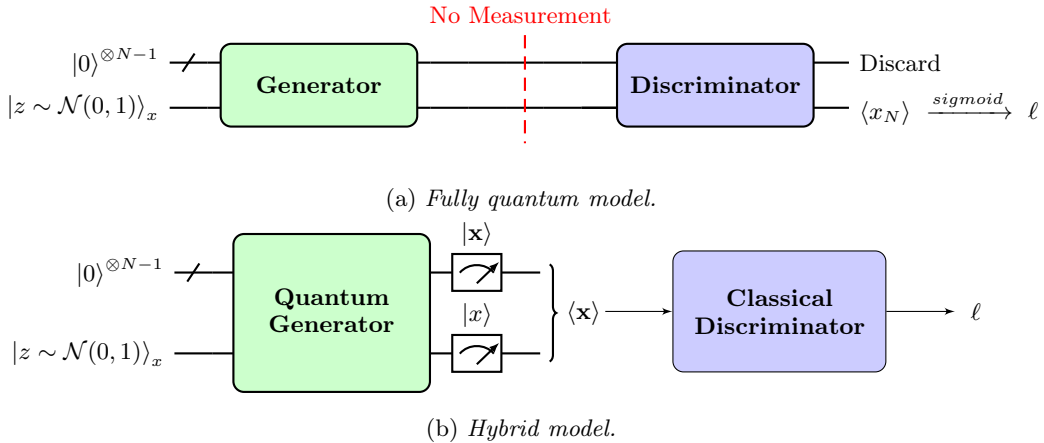 No Measurement
|0⟩^{⊗N−1} Generator Discriminator Discard
|z ∼ 𝒩(0, 1)⟩_x ⟨x_N⟩ sigmoid ℓ
(a) Fully quantum model.
|𝐱⟩
|0⟩^{⊗N−1}
Quantum
Generator
|x⟩
⟨𝐱⟩
Classical
Discriminator
ℓ
|z ∼ 𝒩(0, 1)⟩_x
(b) Hybrid model.